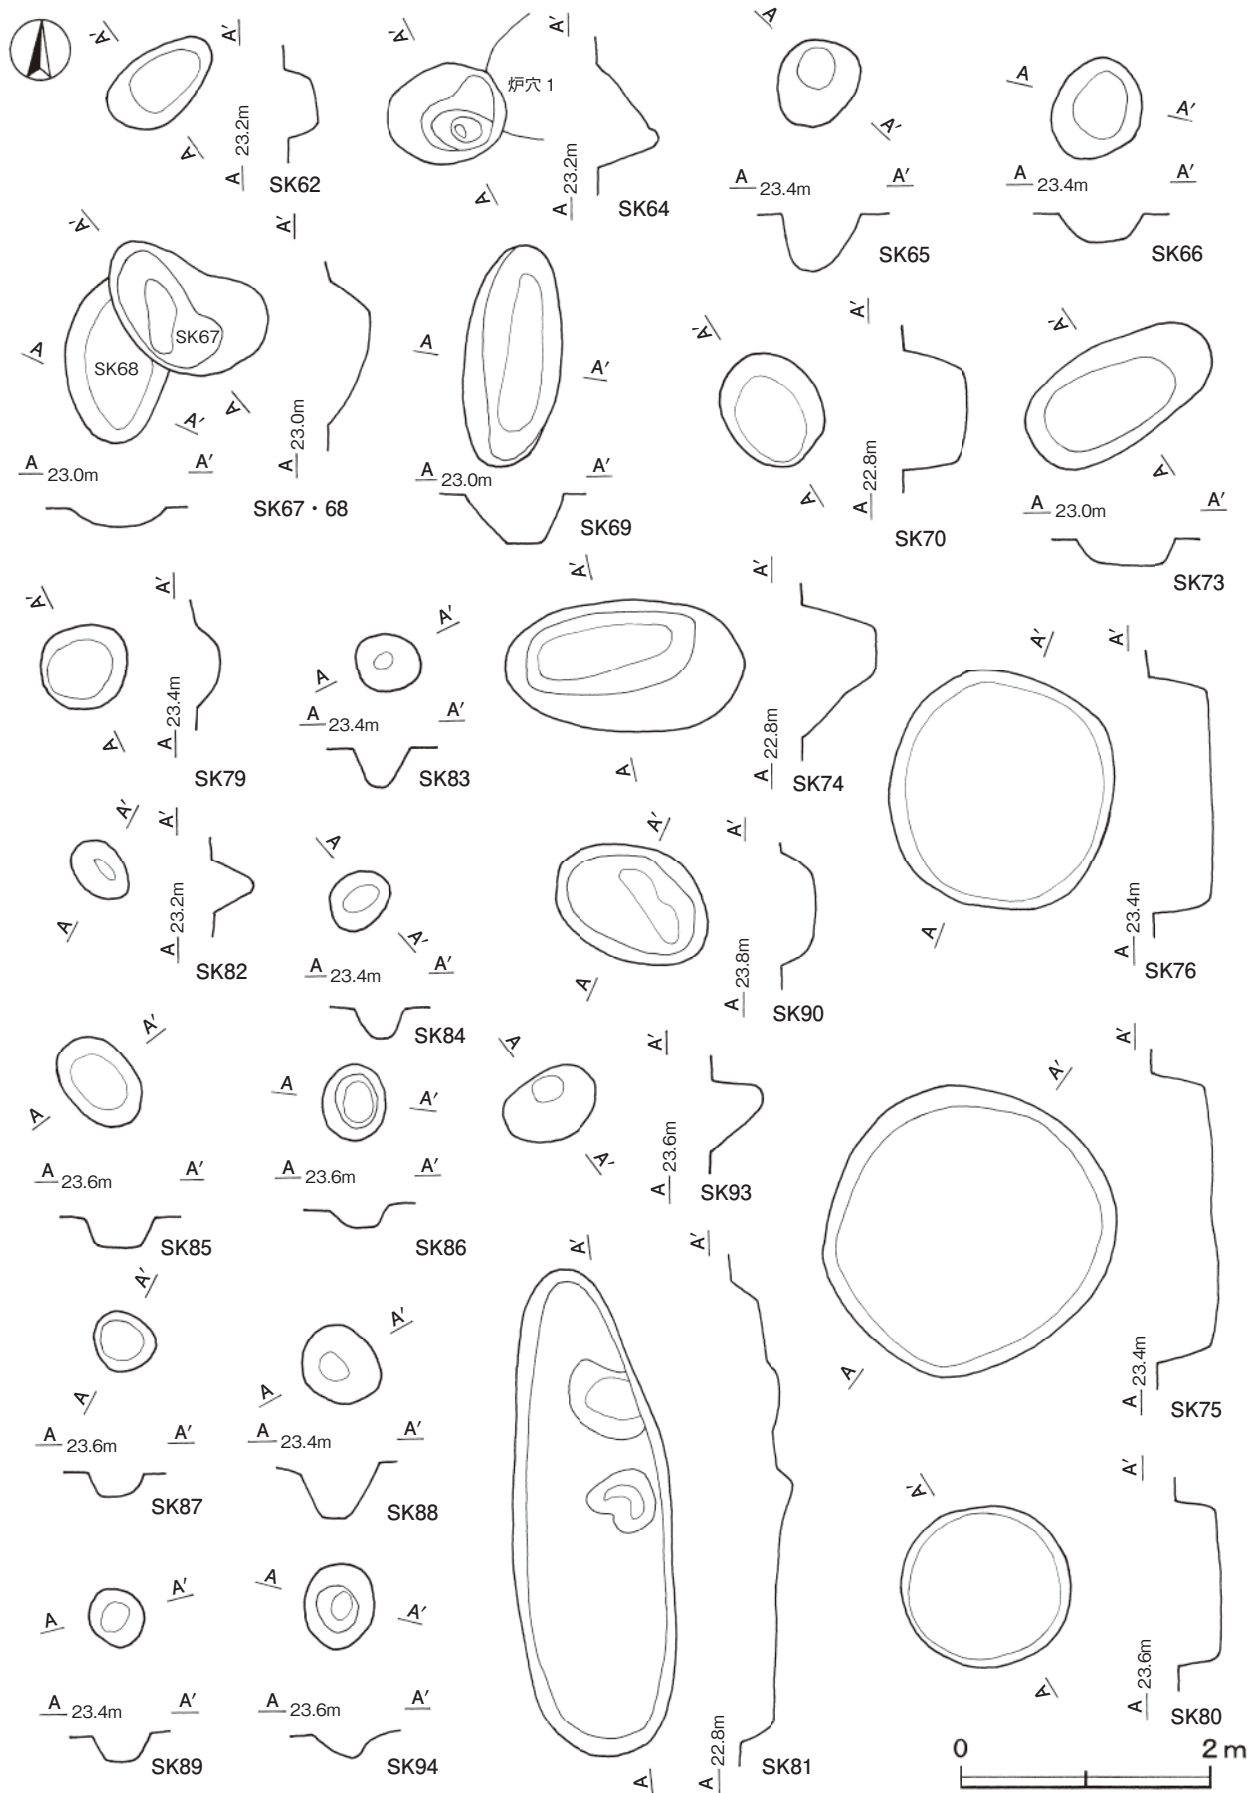 A′
A′
A
23.2m
A
SK62
A′
A′
炉穴 1
A
23.2m
A
SK64
A
A′
A 23.4m A′
SK65
A
A′
A 23.4m A′
SK66
A′
A′
SK67
SK68
A
A
A′
A 23.0m A′
23.0m
A
SK67・68
A
A′
A 23.0m A′
SK69
A′
A′
A
22.8m
A
SK70
A′
A
A 23.0m A′
SK73
A′
A′
A
23.4m
A
SK79
A′
A
A 23.4m A′
SK83
A′
A′
A
22.8m
A
SK74
A′
A′
A
23.4m
A
SK76
A′
A′
A
23.2m
A
SK82
A
A′
A 23.4m A′
SK84
A′
A′
A
23.8m
A
SK90
A′
A
A 23.6m A′
SK85
A
A′
A 23.6m A′
SK86
A
A′
A′
23.6m
A
SK93
A′
A′
A
23.4m
A
SK75
A′
A
A 23.6m A′
SK87
A′
A
A 23.4m A′
SK88
A′
A′
A
22.8m
A
SK81
A′
A′
A
23.6m
A
SK80
A′
A
A 23.4m A′
SK89
A
A′
A 23.6m A′
SK94
0 2 m